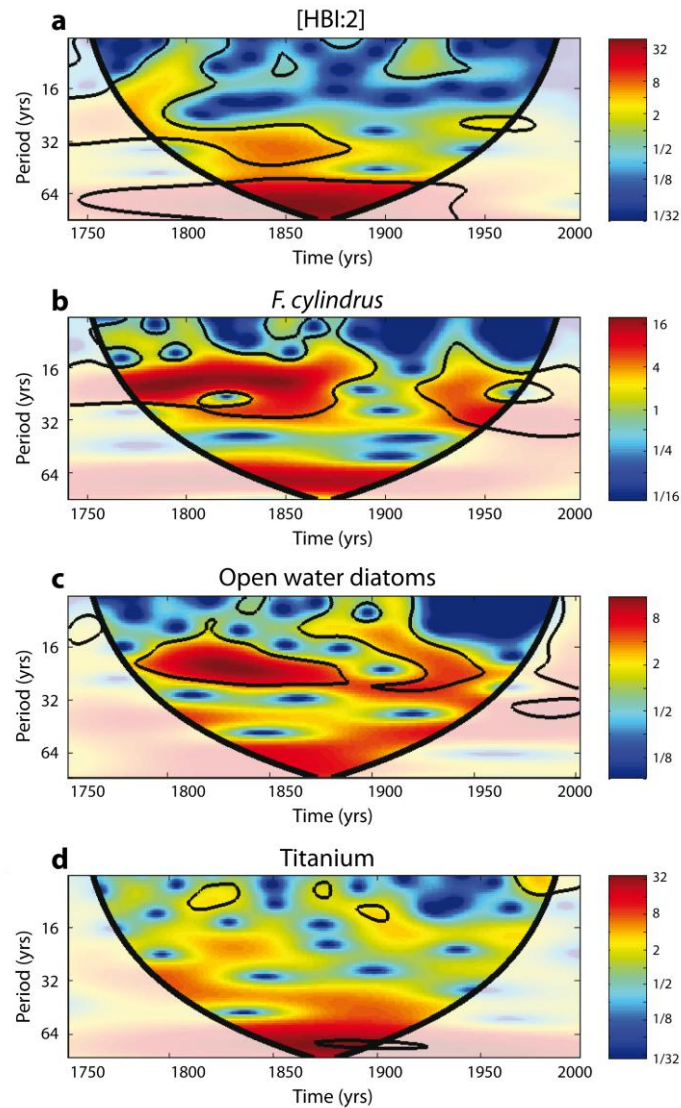 a [HBI:2]
32
8
2
1/2
1/8
1/32
Period (yrs)
16
32
64
1750 1800 1850 1900 1950 2000
Time (yrs)
b F. cylindrus
16
4
1
1/4
1/16
Period (yrs)
16
32
64
1750 1800 1850 1900 1950 2000
Time (yrs)
c Open water diatoms
8
2
1/2
1/8
Period (yrs)
16
32
64
1750 1800 1850 1900 1950 2000
Time (yrs)
d Titanium
32
8
2
1/2
1/8
1/32
Period (yrs)
16
32
64
1750 1800 1850 1900 1950 2000
Time (yrs)